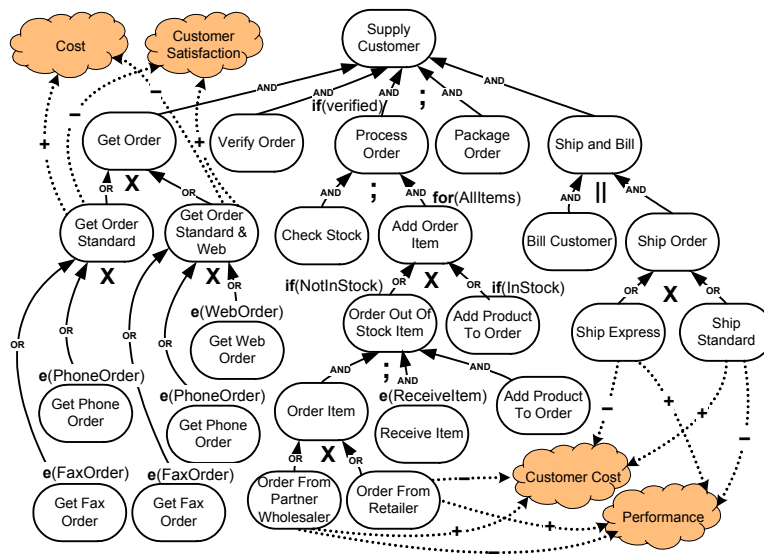 Cost
Customer
Satisfaction
Supply
Customer
AND
AND
AND
AND
AND
if(verified)
;
−
−
+
+
Get Order
Verify Order
Process
Order
Package
Order
Ship and Bill
OR
X
OR
AND
;
AND
for(AllItems)
AND
||
AND
Get Order
Standard
Get Order
Standard &
Web
Check Stock
Add Order
Item
Bill Customer
Ship Order
X
X
OR
if(NotInStock)
OR
X
OR
if(InStock)
OR
X
OR
e(WebOrder)
Get Web
Order
Order Out Of
Stock Item
Add Product
To Order
Ship Express
Ship
Standard
OR
OR
OR
OR
AND
;
AND
AND
e(PhoneOrder)
Get Phone
Order
e(PhoneOrder)
Get Phone
Order
e(ReceiveItem)
Order Item
Receive Item
Add Product
To Order
−
+
+
−
OR
X
OR
e(FaxOrder)
Get Fax
Order
e(FaxOrder)
Get Fax
Order
Order From
Partner
Wholesaler
Order From
Retailer
−
+
+
−
Customer Cost
Performance